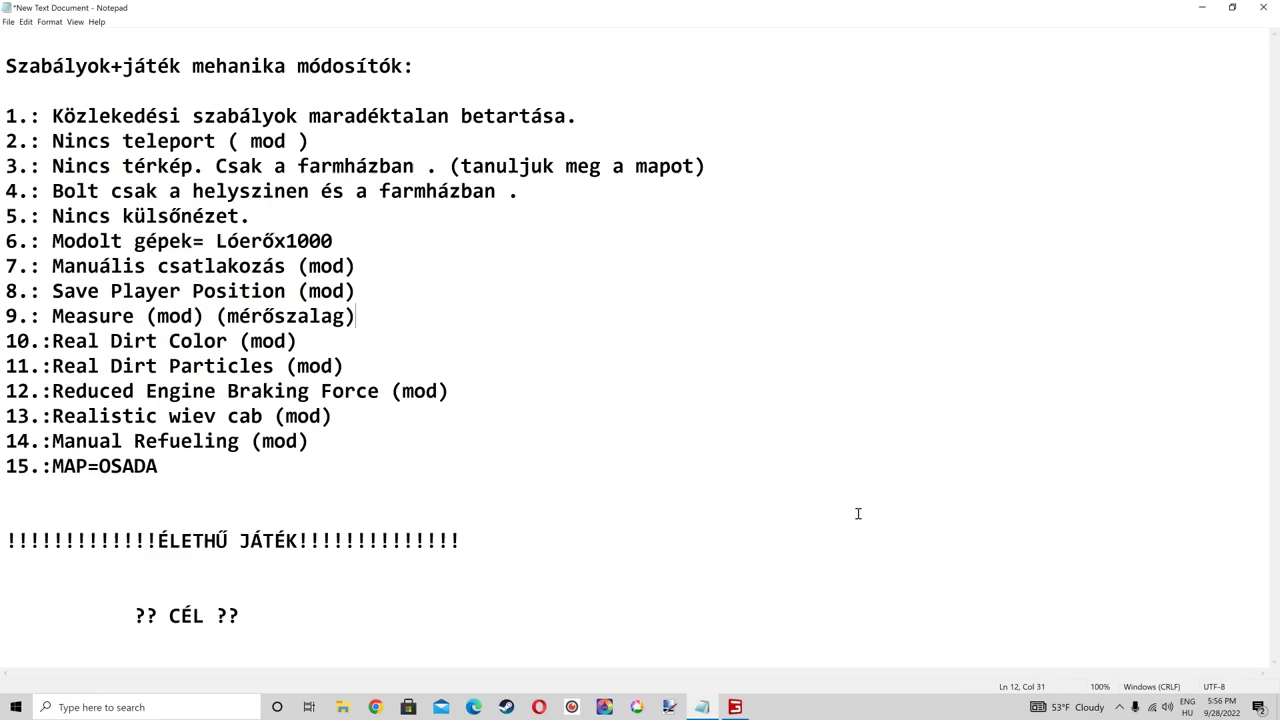 *New Text Document - Notepad
File Edit Format View Help
Szabályok+játék mehanika módosítók:
1.: Közlekedési szabályok maradéktalan betartása.
2.: Nincs teleport ( mod )
3.: Nincs térkép. Csak a farmházban . (tanuljuk meg a mapot)
4.: Bolt csak a helyszinen és a farmházban .
5.: Nincs külsőnézet.
6.: Modolt gépek= Lóerőx1000
7.: Manuális csatlakozás (mod)
8.: Save Player Position (mod)
9.: Measure (mod) (mérőszalag)
10.:Real Dirt Color (mod)
11.:Real Dirt Particles (mod)
12.:Reduced Engine Braking Force (mod)
13.:Realistic wiev cab (mod)
14.:Manual Refueling (mod)
15.:MAP=OSADA
!!!!!!!!!!!!!ÉLETHŰ JÁTÉK!!!!!!!!!!!!!!
?? CÉL ??
Ln 12, Col 31 100% Windows (CRLF) UTF-8
Type here to search
53°F Cloudy
ENG
HU
5:56 PM
9/28/2022
2